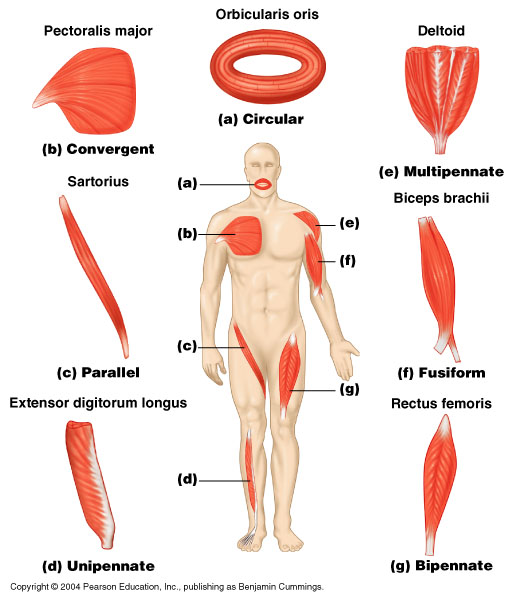 Orbicularis oris
(a) Circular
Pectoralis major
(b) Convergent
Deltoid
(e) Multipennate
Sartorius
(c) Parallel
Biceps brachii
(f) Fusiform
Extensor digitorum longus
(d) Unipennate
Rectus femoris
(g) Bipennate
(a)
(b)
(e)
(f)
(c)
(g)
(d)
Copyright © 2004 Pearson Education, Inc., publishing as Benjamin Cummings.